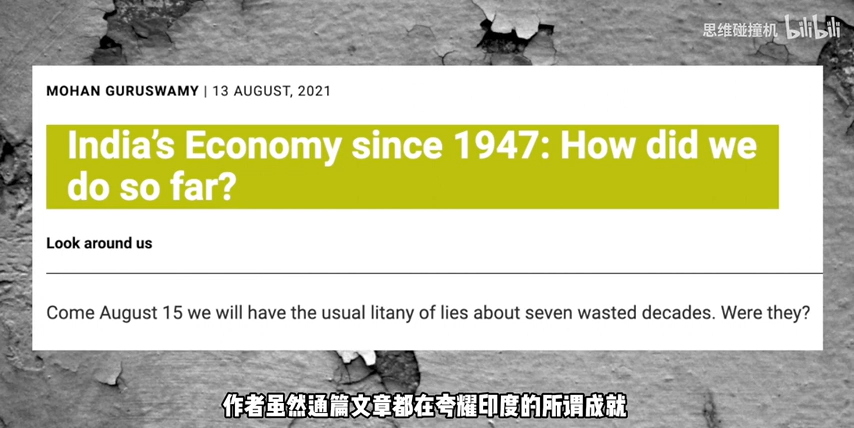 思维碰撞机 bilibili
MOHAN GURUSWAMY | 13 AUGUST, 2021
India’s Economy since 1947: How did we
do so far?
Look around us
Come August 15 we will have the usual litany of lies about seven wasted decades. Were they?
作者虽然通篇文章都在夸耀印度的所谓成就